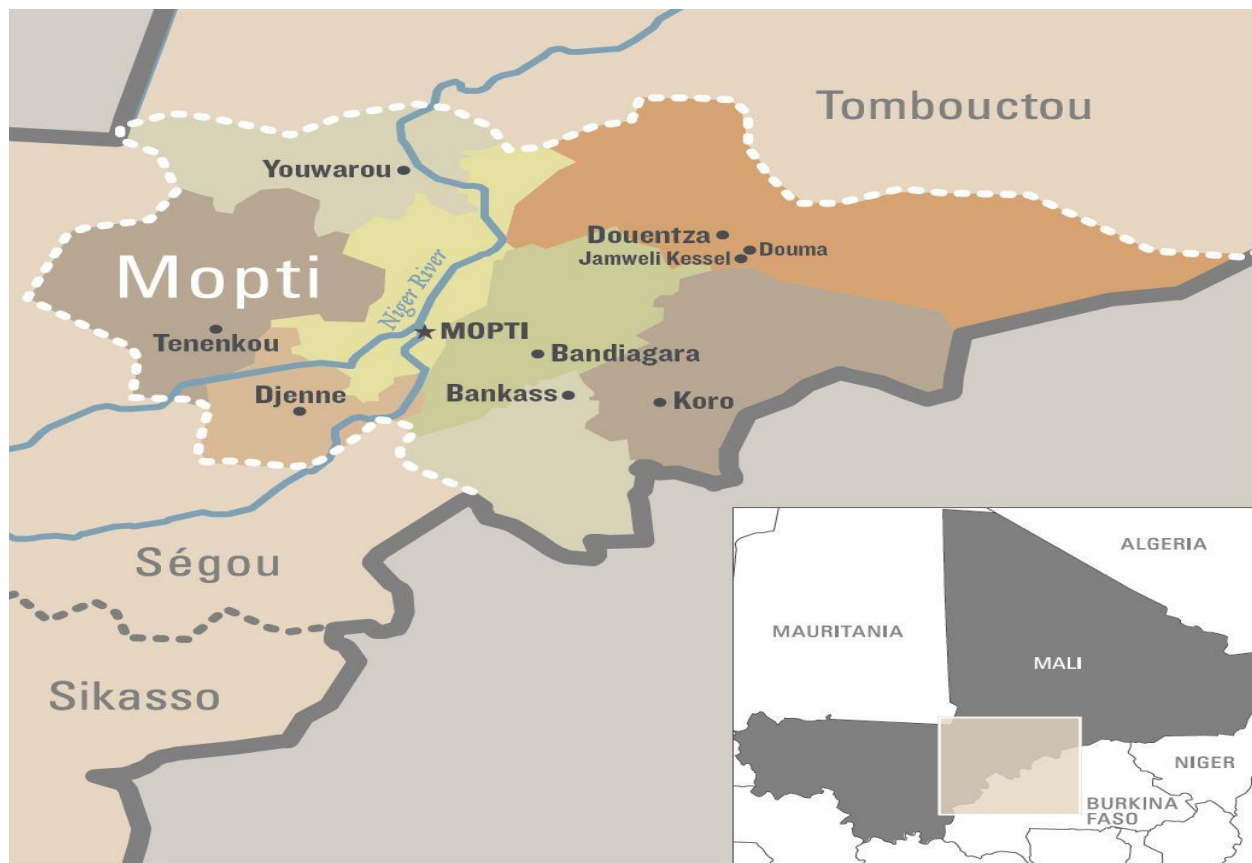 Tombouctou
Youwarou
Douentza
Douma
Jamweli Kessel
Mopti
Niger River
MOPTI
Tenenkou
Bandiagara
Djenne
Bankass
Koro
Ségou
Sikasso
ALGERIA
MAURITANIA
MALI
NIGER
BURKINA
FASO